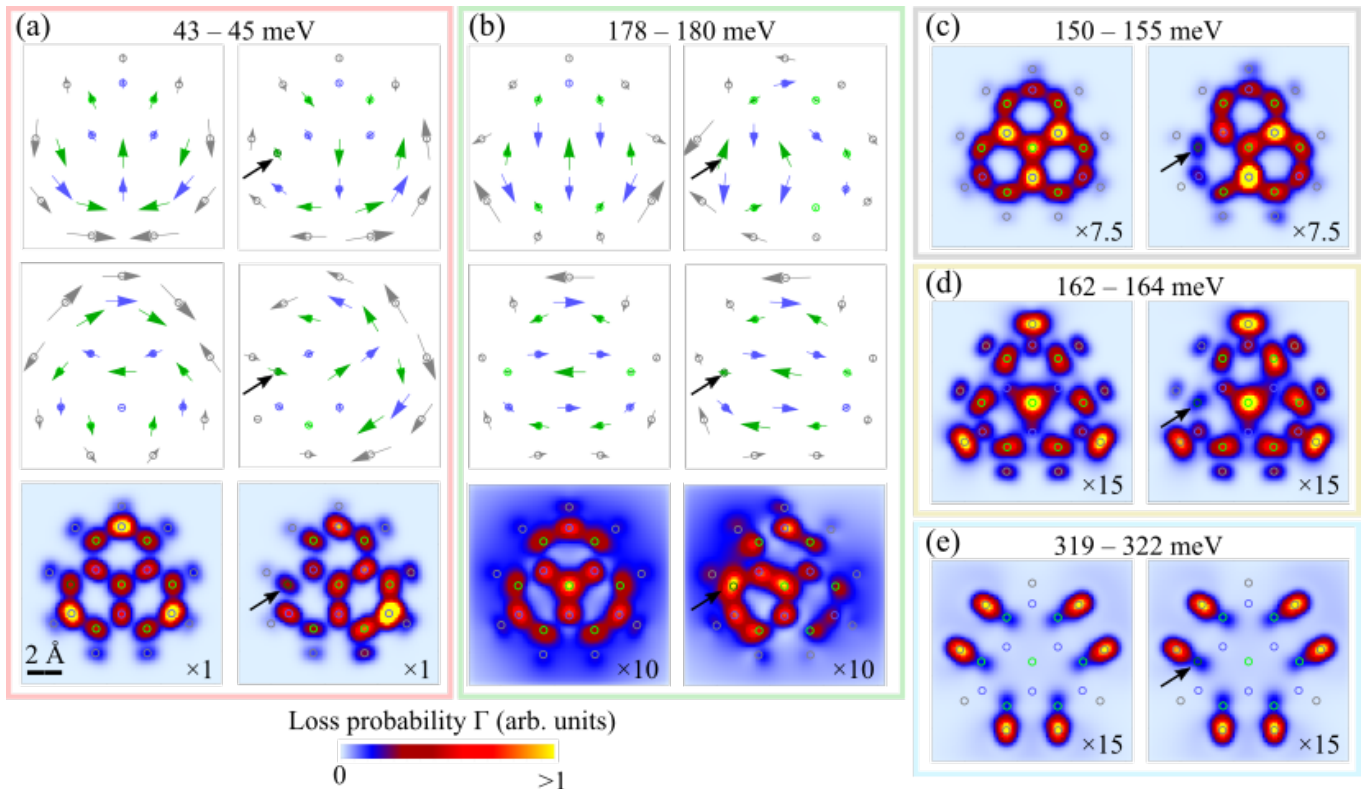 (a) 43 – 45 meV
(b) 178 – 180 meV
(c) 150 – 155 meV
×7.5 ×7.5
(d) 162 – 164 meV
×15 ×15
(e) 319 – 322 meV
2 Å ×1 ×1
×10 ×10
×15 ×15
Loss probability Γ (arb. units)
0 >1